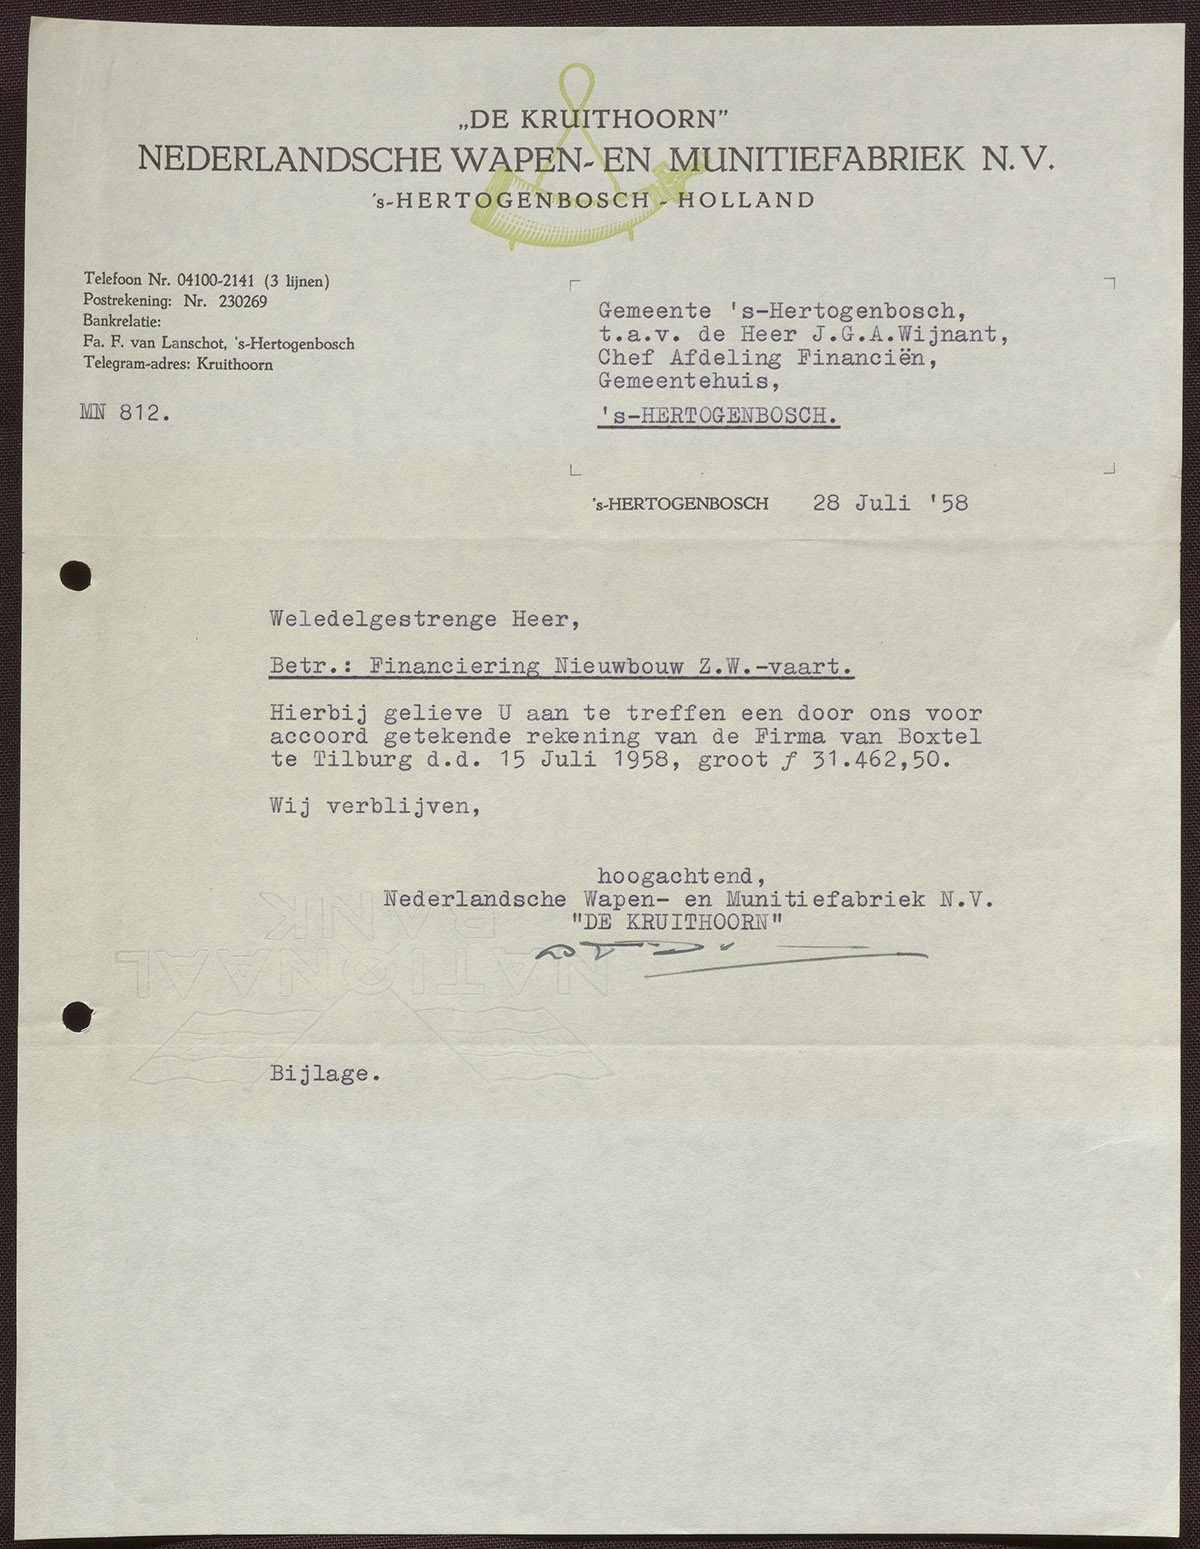 „DE KRUITHOORN”
NEDERLANDSCHE WAPEN- EN MUNITIEFABRIEK N.V.
's-HERTOGENBOSCH - HOLLAND
Telefoon Nr. 04100-2141 (3 lijnen)
Postrekening: Nr. 230269
Bankrelatie:
Fa. F. van Lanschot, 's-Hertogenbosch
Telegram-adres: Kruithoorn
MN 812.
Gemeente 's-Hertogenbosch,
t.a.v. de Heer J.G.A.Wijnant,
Chef Afdeling Financiën,
Gemeentehuis,
's-HERTOGENBOSCH.
's-HERTOGENBOSCH 28 Juli '58
Weledelgestrenge Heer,
Betr.: Financiering Nieuwbouw Z.W.-vaart.
Hierbij gelieve U aan te treffen een door ons voor
accoord getekende rekening van de Firma van Boxtel
te Tilburg d.d. 15 Juli 1958, groot ƒ 31.462,50.
Wij verblijven,
hoogachtend,
Nederlandsche Wapen- en Munitiefabriek N.V.
"DE KRUITHOORN"
NATIONAAL
BANK
Bijlage.